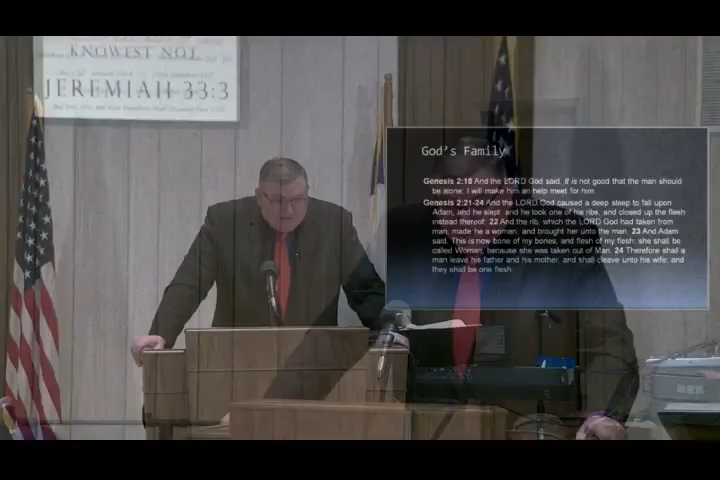 KNOWEST NOT
JEREMIAH 33:3
God's Family
Genesis 2:18 And the LORD God said, It is not good that the man should
be alone; I will make him an help meet for him.
Genesis 2:21-24 And the LORD God caused a deep sleep to fall upon
Adam, and he slept: and he took one of his ribs, and closed up the flesh
instead thereof; 22 And the rib, which the LORD God had taken from
man, made he a woman, and brought her unto the man. 23 And Adam
said, This is now bone of my bones, and flesh of my flesh: she shall be
called Woman, because she was taken out of Man. 24 Therefore shall a
man leave his father and his mother, and shall cleave unto his wife: and
they shall be one flesh.